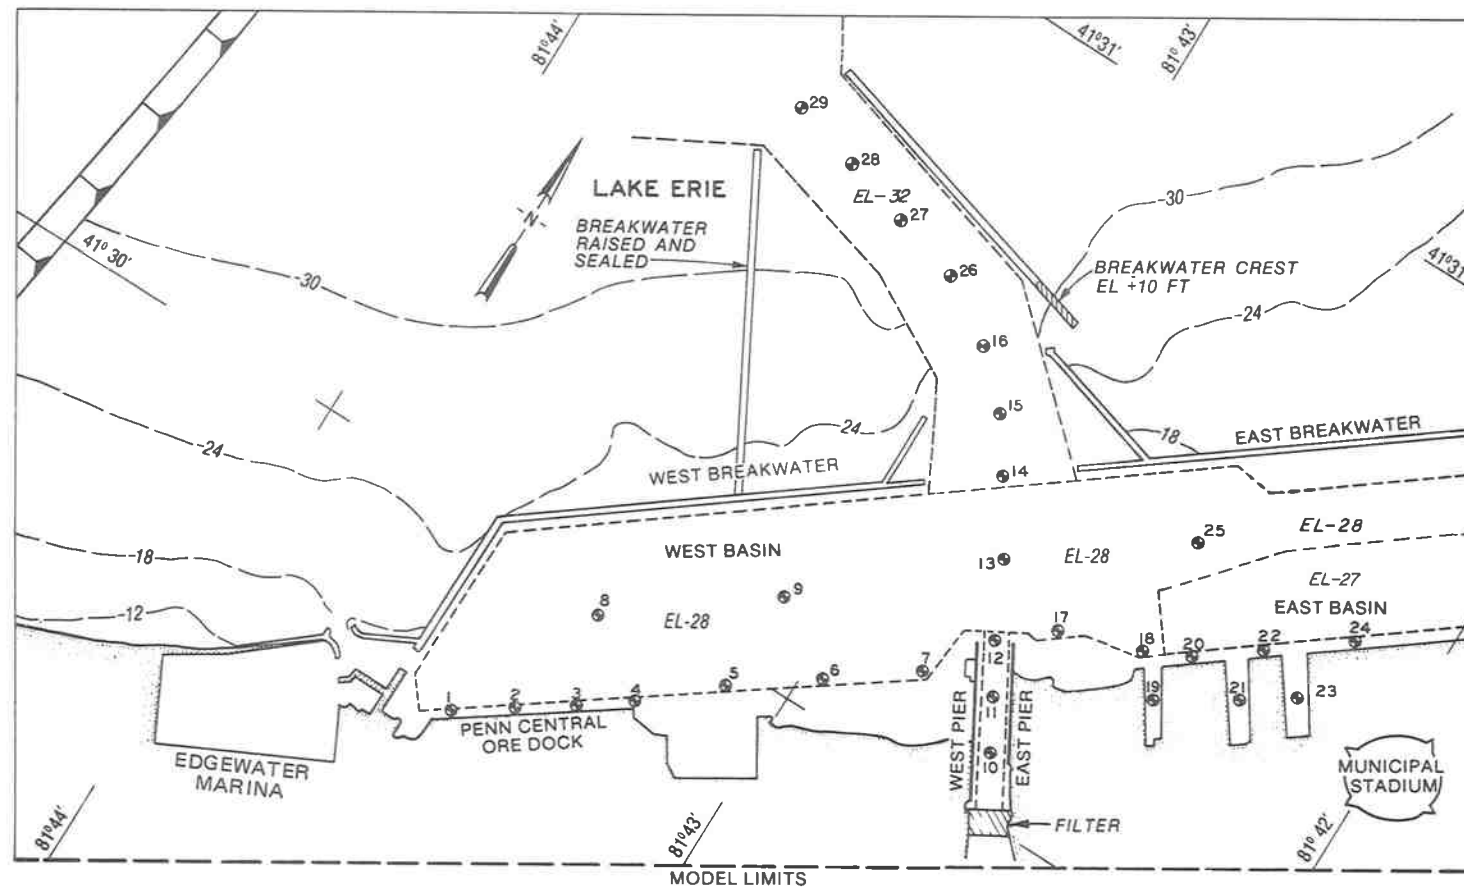 81°44'
41°31'
81°43'
29
28
LAKE ERIE
EL-32
-30
-N-
27
BREAKWATER
RAISED AND
SEALED
41°30'
26
BREAKWATER CREST
EL +10 FT
41°31'
-30
-24
16
15
-24
24
-18
EAST BREAKWATER
WEST BREAKWATER
14
25
EL-28
WEST BASIN
13
EL-28
-18
EL-27
9
8
EL-28
EAST BASIN
-12
17
12
18
20
22
24
7
6
5
4
3
2
1
19
21
23
11
PENN CENTRAL
ORE DOCK
WEST PIER
EAST PIER
10
EDGEWATER
MARINA
MUNICIPAL
STADIUM
FILTER
81°44'
81°43'
81°42'
MODEL LIMITS